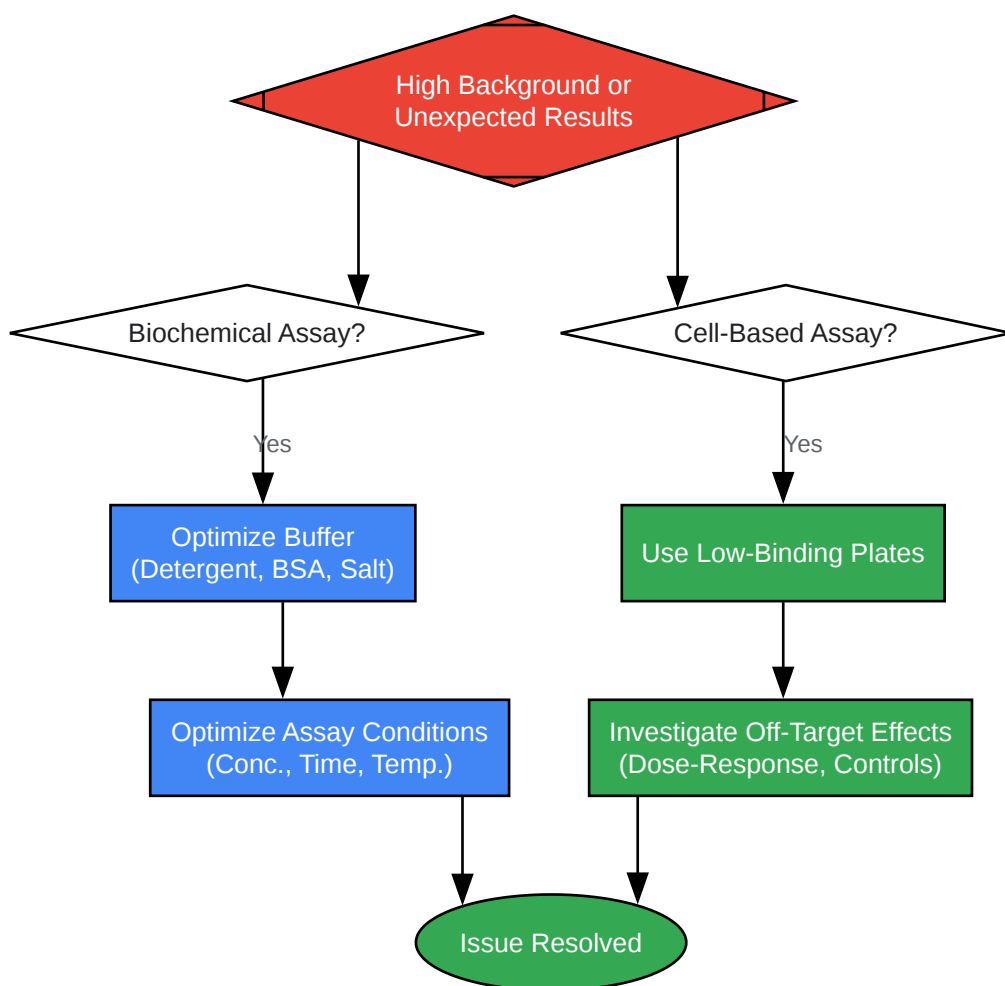 High Background or
Unexpected Results
Biochemical Assay?
Cell-Based Assay?
Yes
Yes
Optimize Buffer
(Detergent, BSA, Salt)
Use Low-Binding Plates
Optimize Assay Conditions
(Conc., Time, Temp.)
Investigate Off-Target Effects
(Dose-Response, Controls)
Issue Resolved